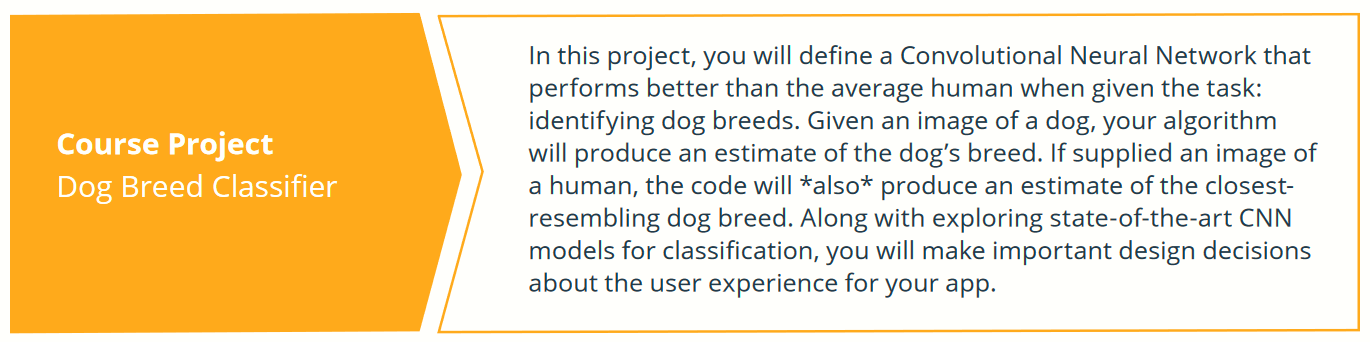 Course Project
Dog Breed Classifier
In this project, you will define a Convolutional Neural Network that
performs better than the average human when given the task:
identifying dog breeds. Given an image of a dog, your algorithm
will produce an estimate of the dog’s breed. If supplied an image of
a human, the code will *also* produce an estimate of the closest-
resembling dog breed. Along with exploring state-of-the-art CNN
models for classification, you will make important design decisions
about the user experience for your app.